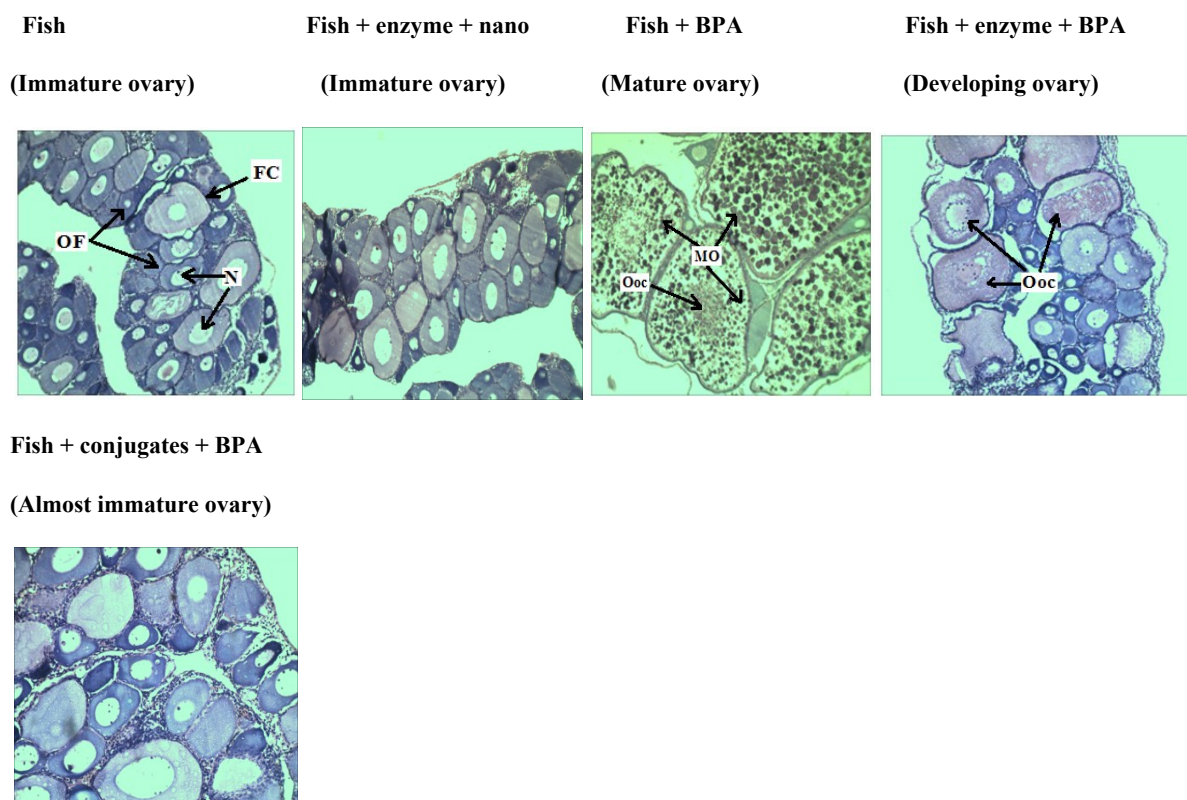 Fish
Fish + enzyme + nano
Fish + BPA
Fish + enzyme + BPA
(Immature ovary)
(Immature ovary)
(Mature ovary)
(Developing ovary)
FC
OF
N
MO
Ooc
Ooc
Fish + conjugates + BPA
(Almost immature ovary)